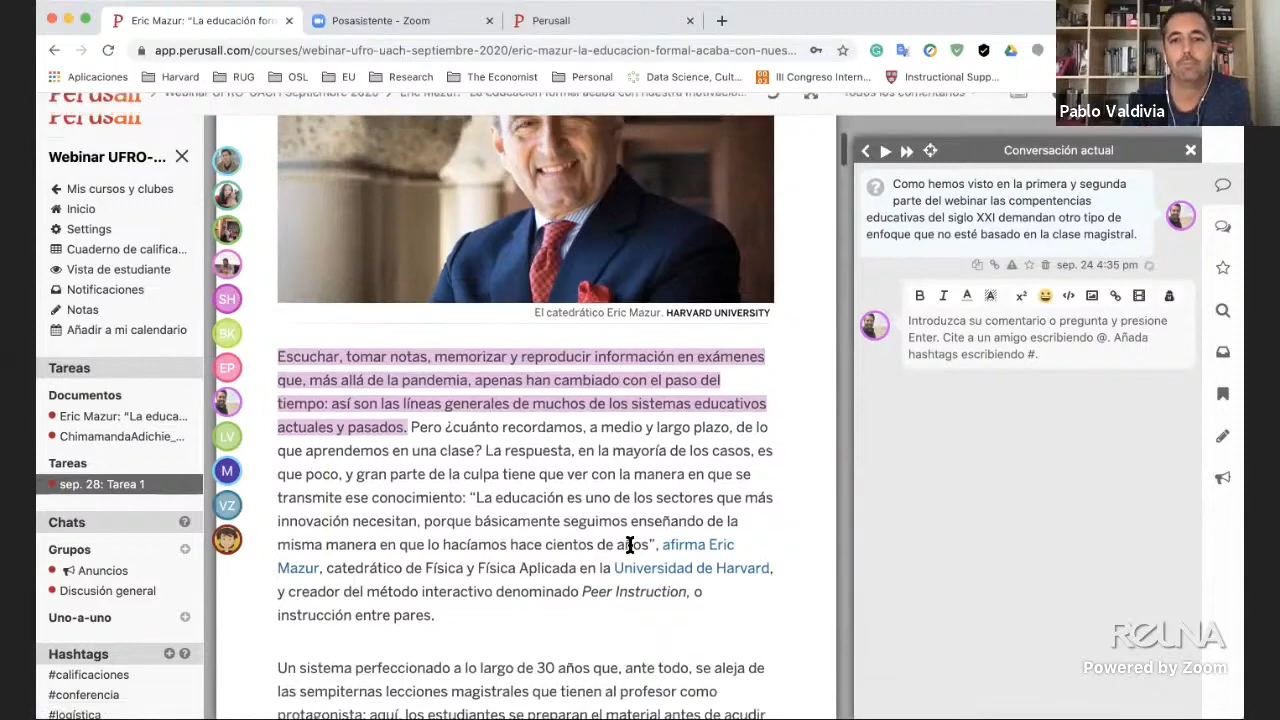 Eric Mazur: “La educación for
Posasistente - Zoom
Perusall
app.perusall.com/courses/webinar-ufro-uach-septiembre-2020/eric-mazur-la-educacion-formal-acaba-con-nues...
Aplicaciones
Harvard
RUG
OSL
EU
Research
The Economist
Personal
Data Science, Cult...
III Congreso Intern...
Instructional Supp...
Pablo Valdivia
Perusall
Webinar UFRO-...
Mis cursos y clubes
Inicio
Settings
Cuaderno de califica...
Vista de estudiante
Notificaciones
Notas
Añadir a mi calendario
Tareas
Documentos
Eric Mazur: “La educa...
ChimamandaAdichie_...
Tareas
sep. 28: Tarea 1
Chats
Grupos
Anuncios
Discusión general
Uno-a-uno
Hashtags
#calificaciones
#conferencia
#logística
SH
BK
EP
LV
M
VZ
El catedrático Eric Mazur. HARVARD UNIVERSITY
Escuchar, tomar notas, memorizar y reproducir información en exámenes
que, más allá de la pandemia, apenas han cambiado con el paso del
tiempo: así son las líneas generales de muchos de los sistemas educativos
actuales y pasados. Pero ¿cuánto recordamos, a medio y largo plazo, de lo
que aprendemos en una clase? La respuesta, en la mayoría de los casos, es
que poco, y gran parte de la culpa tiene que ver con la manera en que se
transmite ese conocimiento: “La educación es uno de los sectores que más
innovación necesitan, porque básicamente seguimos enseñando de la
misma manera en que lo hacíamos hace cientos de años”, afirma Eric
Mazur, catedrático de Física y Física Aplicada en la Universidad de Harvard,
y creador del método interactivo denominado Peer Instruction, o
instrucción entre pares.
Un sistema perfeccionado a lo largo de 30 años que, ante todo, se aleja de
las sempiternas lecciones magistrales que tienen al profesor como
protagonista: aquí, los estudiantes se preparan el material antes de acudir
Conversación actual
Como hemos visto en la primera y segunda
parte del webinar las compentencias
educativas del siglo XXI demandan otro tipo de
enfoque que no esté basado en la clase magistral.
sep. 24 4:35 pm
B I A A x² </>
Introduzca su comentario o pregunta y presione
Enter. Cite a un amigo escribiendo @. Añada
hashtags escribiendo #.
REUNA
Powered by Zoom